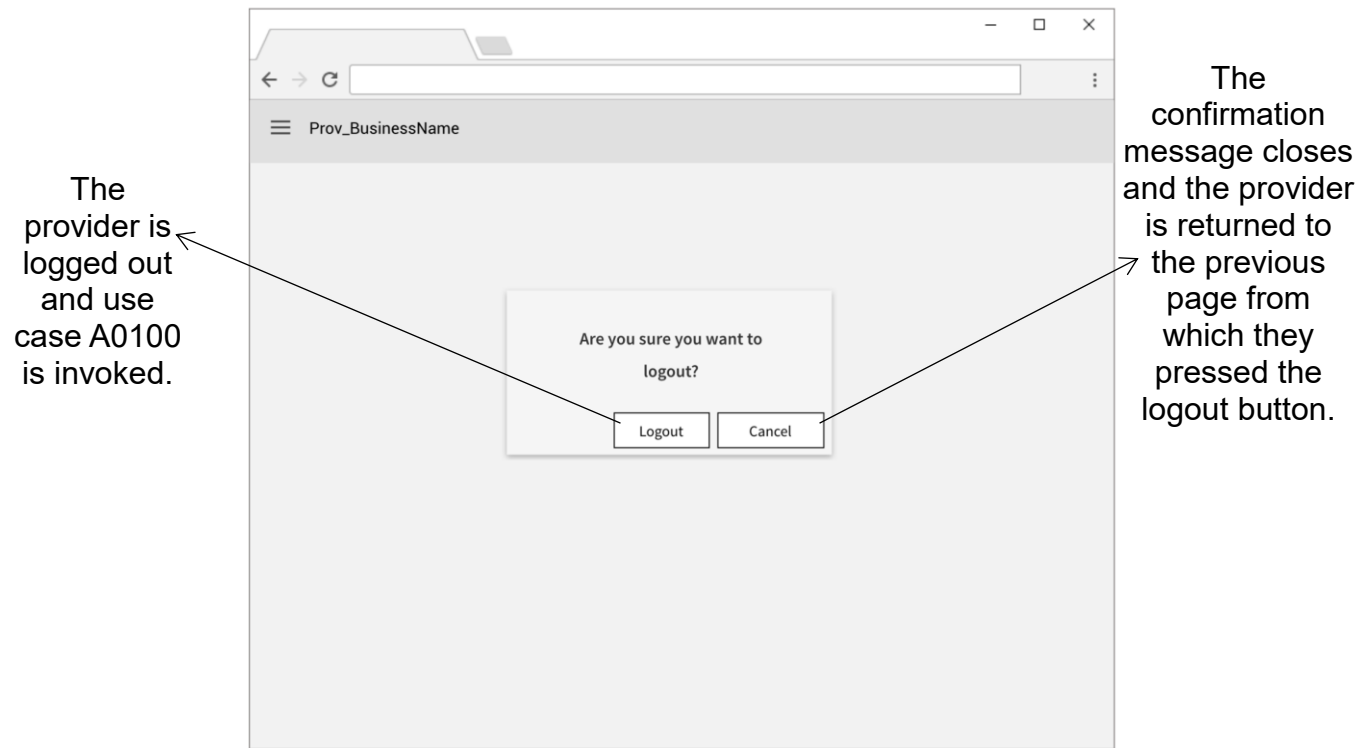 Prov_BusinessName
The
provider is
logged out
and use
case A0100
is invoked.
Are you sure you want to
logout?
Logout
Cancel
The
confirmation
message closes
and the provider
is returned to
the previous
page from
which they
pressed the
logout button.